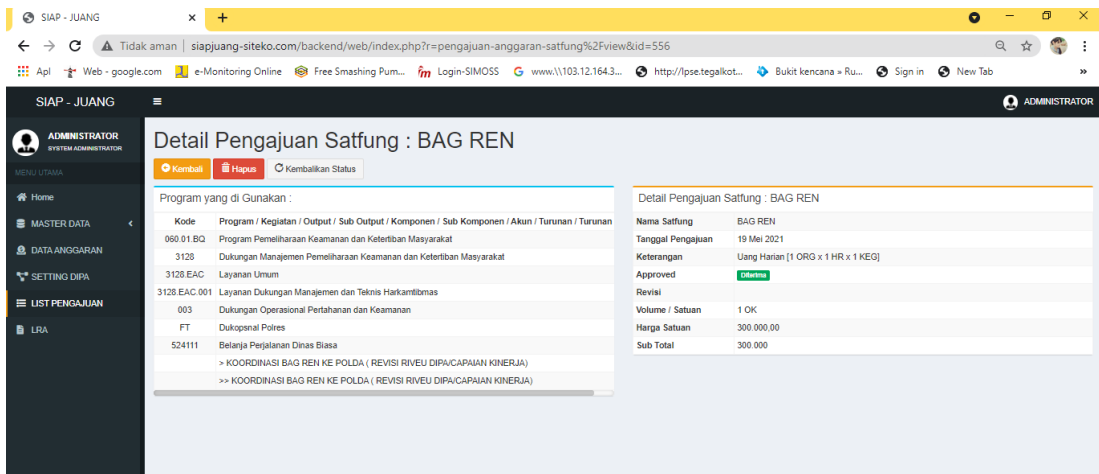 SIAP - JUANG
Tidak aman | siapjuang-siteko.com/backend/web/index.php?r=pengajuan-anggaran-satfung%2Fview&id=556
Apl Web - google.com e-Monitoring Online Free Smashing Pum... Login-SIMOSS www.\\103.12.164.3... http://lpse.tegalkot... Bukit kencana » Ru... Sign in New Tab »
SIAP - JUANG
ADMINISTRATOR
ADMINISTRATOR
SYSTEM ADMINISTRATOR
MENU UTAMA
Home
MASTER DATA
DATA ANGGARAN
SETTING DIPA
LIST PENGAJUAN
LRA
Detail Pengajuan Satfung : BAG REN
Kembali Hapus Kembalikan Status
Program yang di Gunakan :
Kode Program / Kegiatan / Output / Sub Output / Komponen / Sub Komponen / Akun / Turunan / Turunan
060.01.BQ Program Pemeliharaan Keamanan dan Ketertiban Masyarakat
3128 Dukungan Manajemen Pemeliharaan Keamanan dan Ketertiban Masyarakat
3128.EAC Layanan Umum
3128.EAC.001 Layanan Dukungan Manajemen dan Teknis Harkamtibmas
003 Dukungan Operasional Pertahanan dan Keamanan
FT Dukopsnal Polres
524111 Belanja Perjalanan Dinas Biasa
> KOORDINASI BAG REN KE POLDA ( REVISI RIVEU DIPA/CAPAIAN KINERJA)
>> KOORDINASI BAG REN KE POLDA ( REVISI RIVEU DIPA/CAPAIAN KINERJA)
Detail Pengajuan Satfung : BAG REN
Nama Satfung BAG REN
Tanggal Pengajuan 19 Mei 2021
Keterangan Uang Harian [1 ORG x 1 HR x 1 KEG]
Approved Diterima
Revisi
Volume / Satuan 1 OK
Harga Satuan 300.000,00
Sub Total 300.000